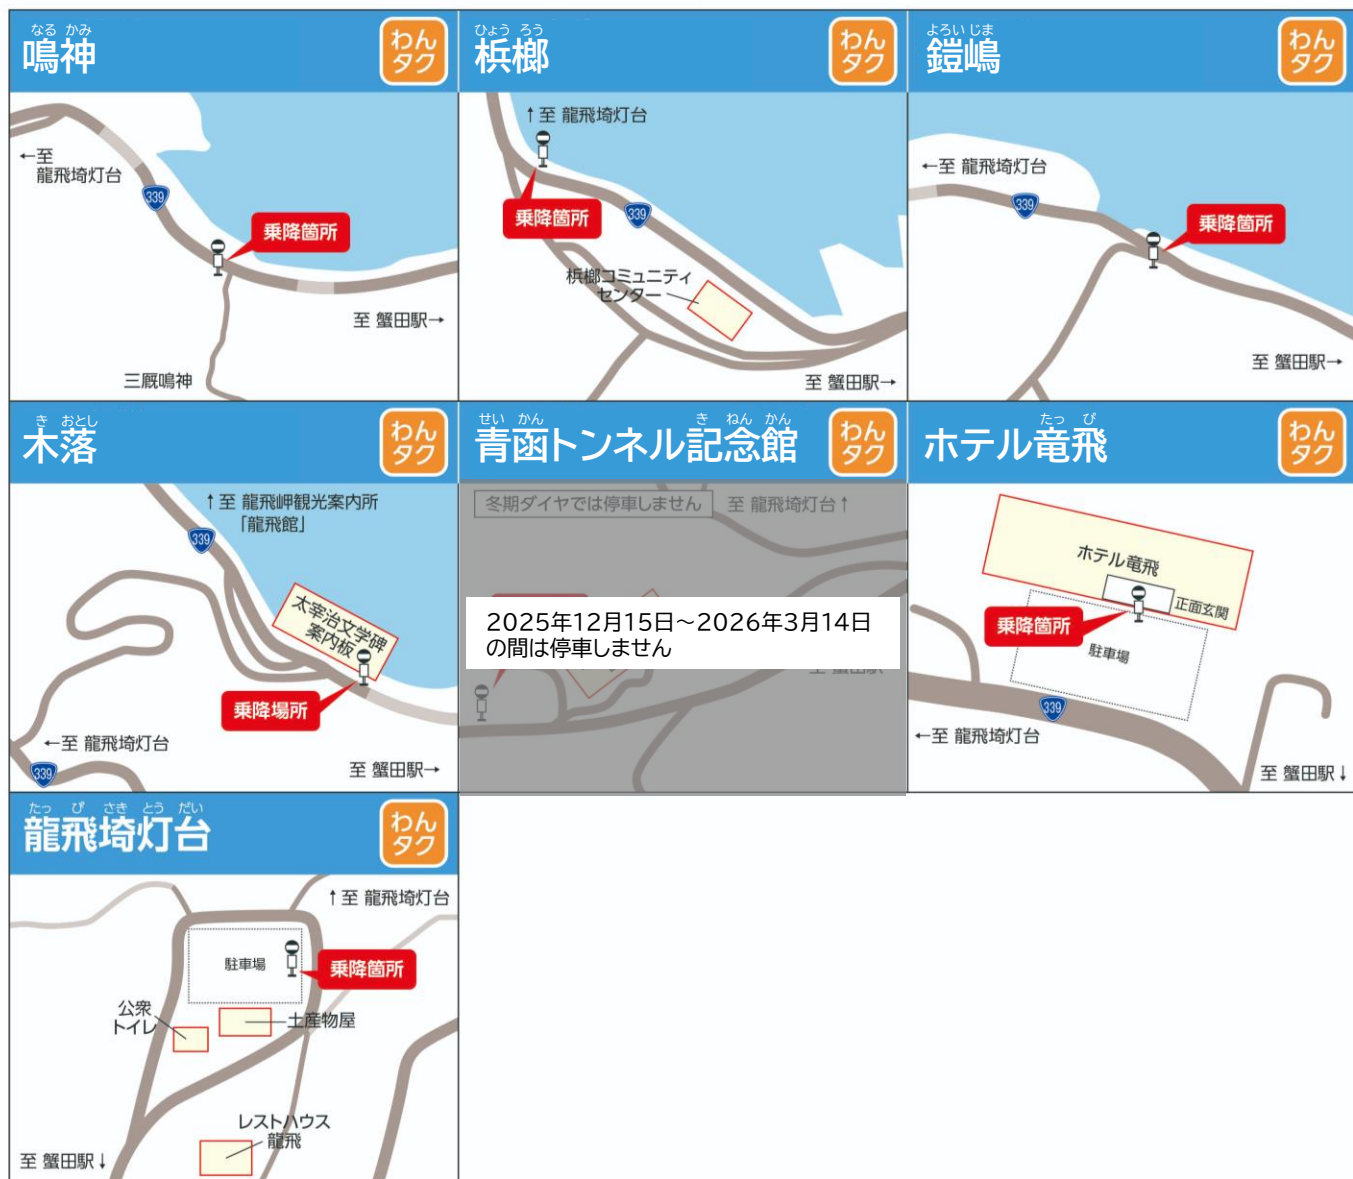 なる かみ
鳴神
わん
タク
←至
龍飛埼灯台
339
乗降箇所
至 蟹田駅→
三厩鳴神
ひょう ろう
梹榔
わん
タク
↑至 龍飛埼灯台
乗降箇所
339
梹榔コミュニティ
センター
至 蟹田駅→
よろい じま
鎧嶋
わん
タク
←至 龍飛埼灯台
339
乗降箇所
至 蟹田駅→
き おとし
木落
わん
タク
↑至 龍飛岬観光案内所
「龍飛館」
339
太宰治文学碑
案内板
乗降場所
←至 龍飛埼灯台
339
至 蟹田駅→
せい かん き ねん かん
青函トンネル記念館
わん
タク
冬期ダイヤでは停車しません
至 龍飛埼灯台↑
2025年12月15日～2026年3月14日
の間は停車しません
至 蟹田駅
たっ ぴ
ホテル竜飛
わん
タク
ホテル竜飛
正面玄関
乗降箇所
駐車場
339
←至 龍飛埼灯台
至 蟹田駅↓
たっ ぴ さき とう だい
龍飛埼灯台
わん
タク
↑至 龍飛埼灯台
駐車場
乗降箇所
公衆
トイレ
土産物屋
レストハウス
龍飛
至 蟹田駅↓